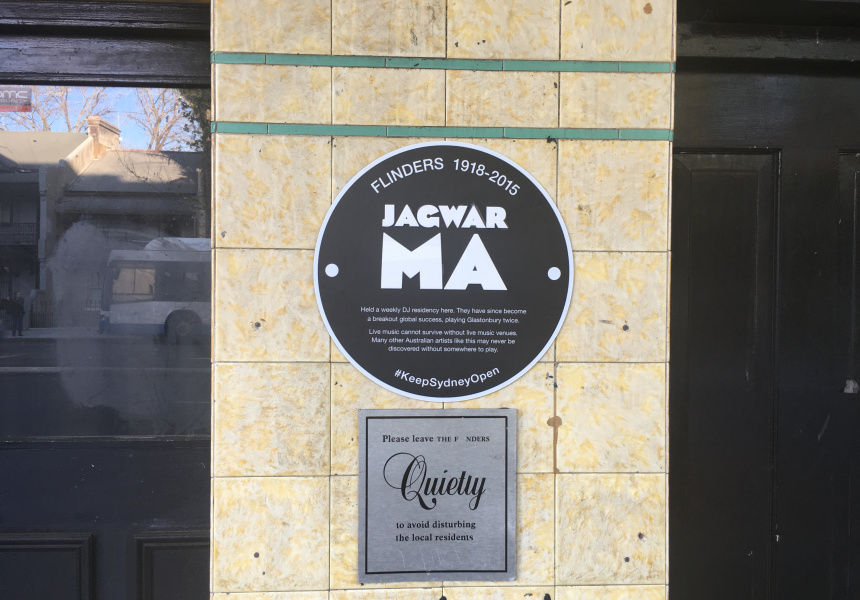 FLINDERS 1918-2015
JAGWAR
MA
Held a weekly DJ residency here. They have since become
a breakout global success, playing Glastonbury twice.
Live music cannot survive without live music venues.
Many other Australian artists like this may never be
discovered without somewhere to play.
#KeepSydneyOpen
Please leave THE F NDERS
Quietly
to avoid disturbing
the local residents